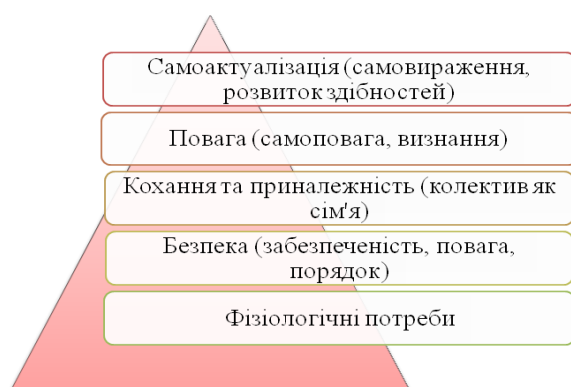 Самоактуалізація (самовираження,
розвиток здібностей)
Повага (самоповага, визнання)
Кохання та приналежність (колектив як
сім'я)
Безпека (забезпеченість, повага,
порядок)
Фізіологічні потреби